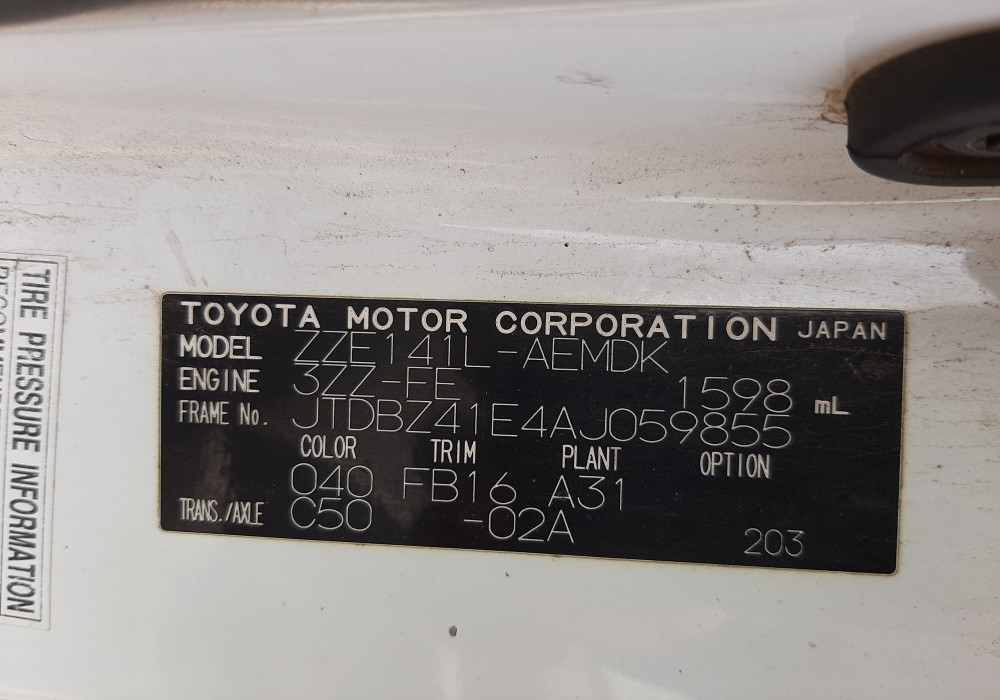 TOYOTA MOTOR CORPORATION JAPAN
MODEL ZZE141L-AEMDK
ENGINE 3ZZ-FE 1598 mL
FRAME No. JTDBZ41E4AJ059855
COLOR TRIM PLANT OPTION
040 FB16 A31
TRANS./AXLE C50 -02A
203
TIRE PRESSURE INFORMATION